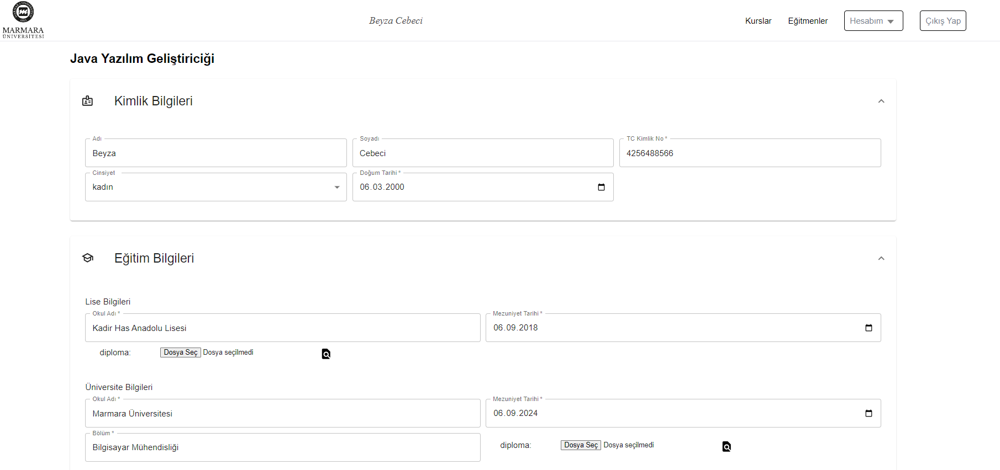 MARMARA
ÜNİVERSİTESİ
Beyza Cebeci
Kurslar
Eğitmenler
Hesabım
Çıkış Yap
Java Yazılım Geliştiriciği
Kimlik Bilgileri
Adı
Beyza
Soyadı
Cebeci
TC Kimlik No *
4256488566
Cinsiyet
kadın
Doğum Tarihi *
06.03.2000
Eğitim Bilgileri
Lise Bilgileri
Okul Adı *
Kadir Has Anadolu Lisesi
Mezuniyet Tarihi *
06.09.2018
diploma:
Dosya Seç Dosya seçilmedi
Üniversite Bilgileri
Okul Adı *
Marmara Üniversitesi
Mezuniyet Tarihi *
06.09.2024
Bölüm *
Bilgisayar Mühendisliği
diploma:
Dosya Seç Dosya seçilmedi